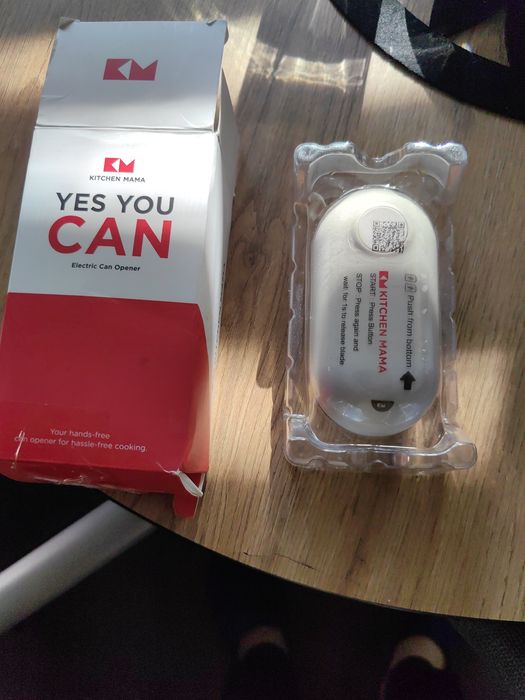 KM
KM
KITCHEN MAMA
YES YOU
CAN
Electric Can Opener
Your hands-free
can opener for hassle-free cooking.
Push from bottom
KM KITCHEN MAMA
START: Press Button
STOP: Press again and
wait for 1s to release blade